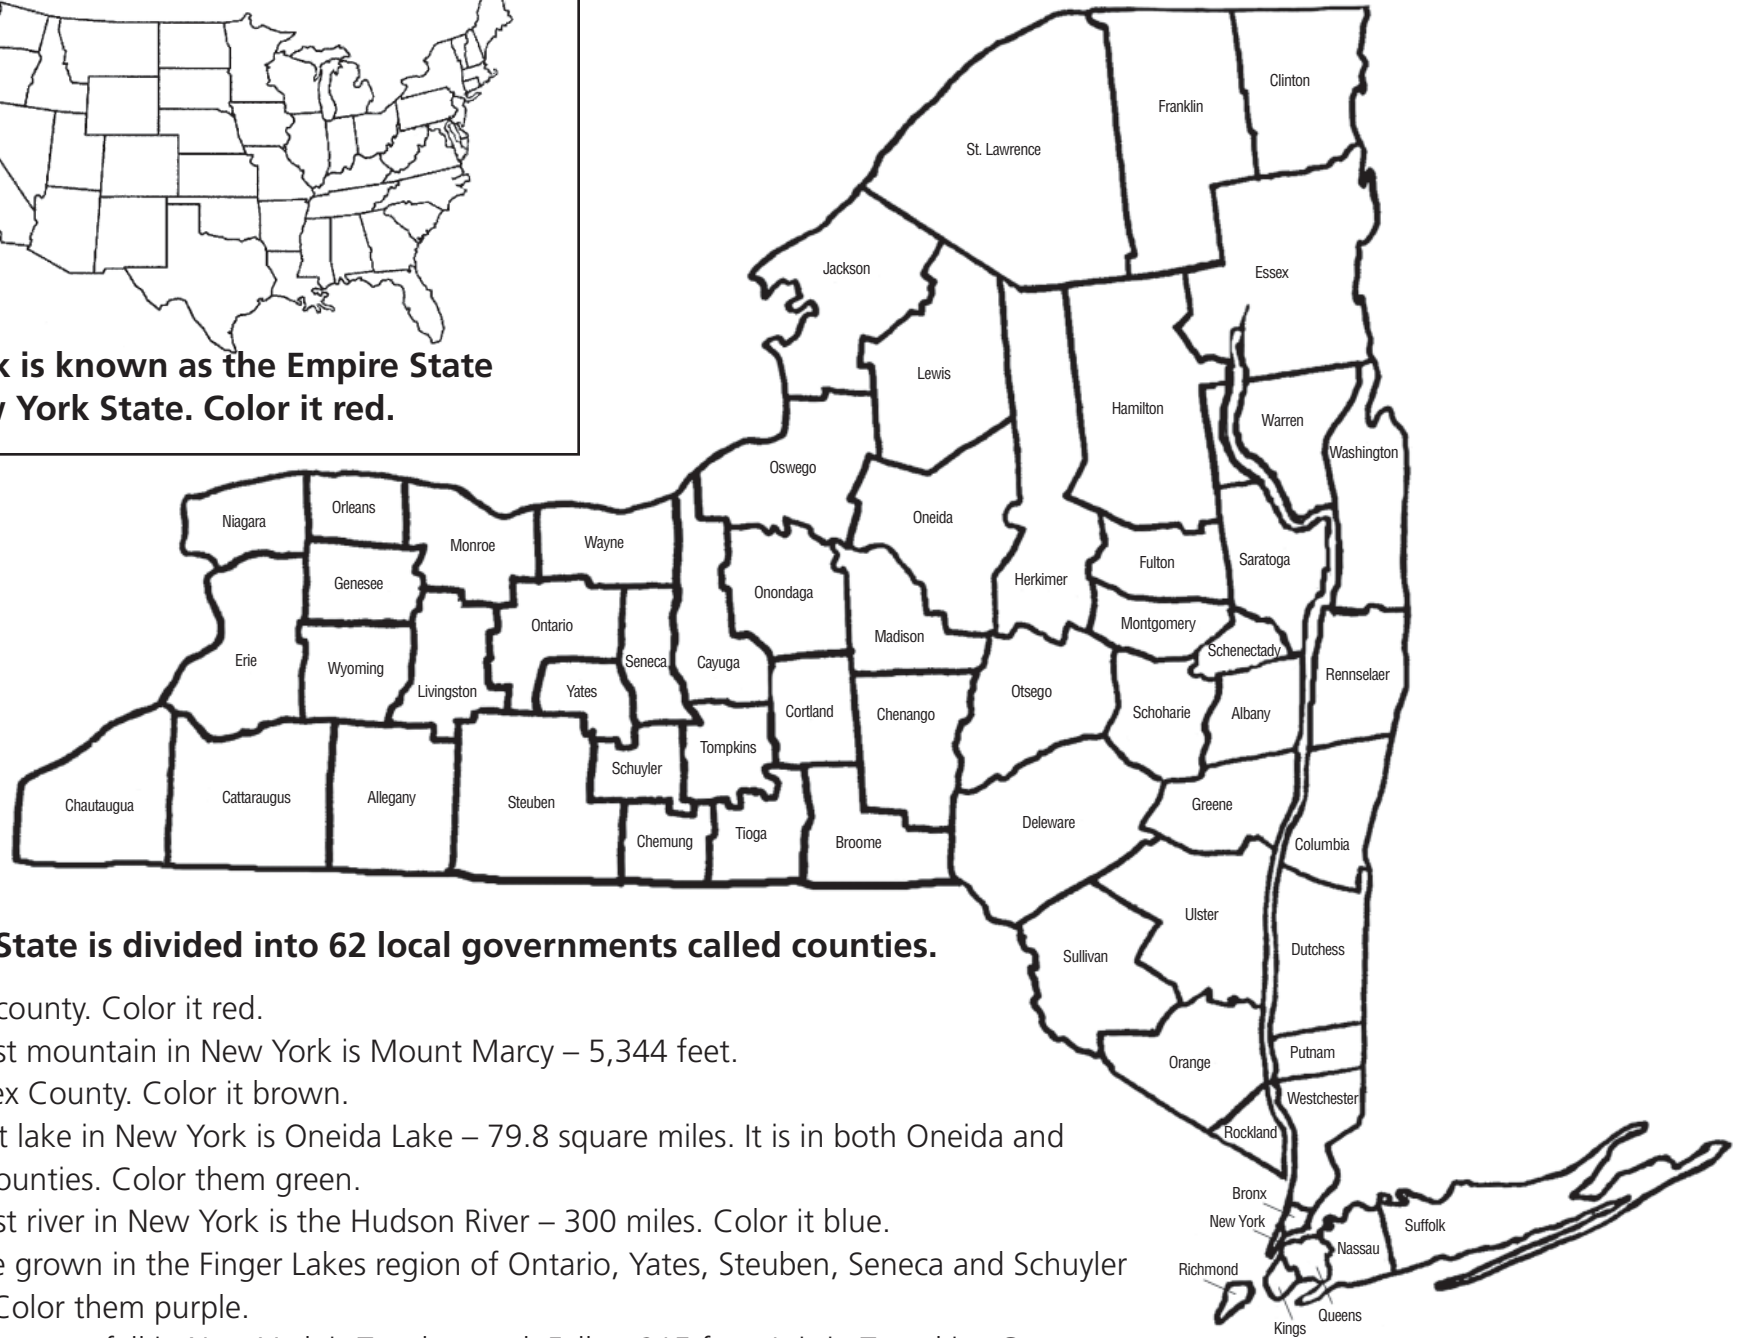 k is known as the Empire State
w York State. Color it red.
Clinton
Franklin
St. Lawrence
Jackson
Essex
Lewis
Hamilton
Warren
Washington
Oswego
Oneida
Niagara
Orleans
Monroe
Wayne
Genesee
Onondaga
Herkimer
Fulton
Saratoga
Ontario
Madison
Montgomery
Schenectady
Erie
Wyoming
Seneca
Cayuga
Livingston
Yates
Otsego
Rennselaer
Cortland
Chenango
Schoharie
Albany
Tompkins
Schuyler
Chautaugua
Cattaraugus
Allegany
Steuben
Greene
Deleware
Chemung
Tioga
Broome
Columbia
Ulster
Sullivan
Dutchess
Orange
Putnam
Westchester
Rockland
Bronx
New York
Suffolk
Nassau
Richmond
Queens
Kings
State is divided into 62 local governments called counties.
county. Color it red.
st mountain in New York is Mount Marcy – 5,344 feet.
ex County. Color it brown.
t lake in New York is Oneida Lake – 79.8 square miles. It is in both Oneida and
ounties. Color them green.
st river in New York is the Hudson River – 300 miles. Color it blue.
e grown in the Finger Lakes region of Ontario, Yates, Steuben, Seneca and Schuyler
Color them purple.